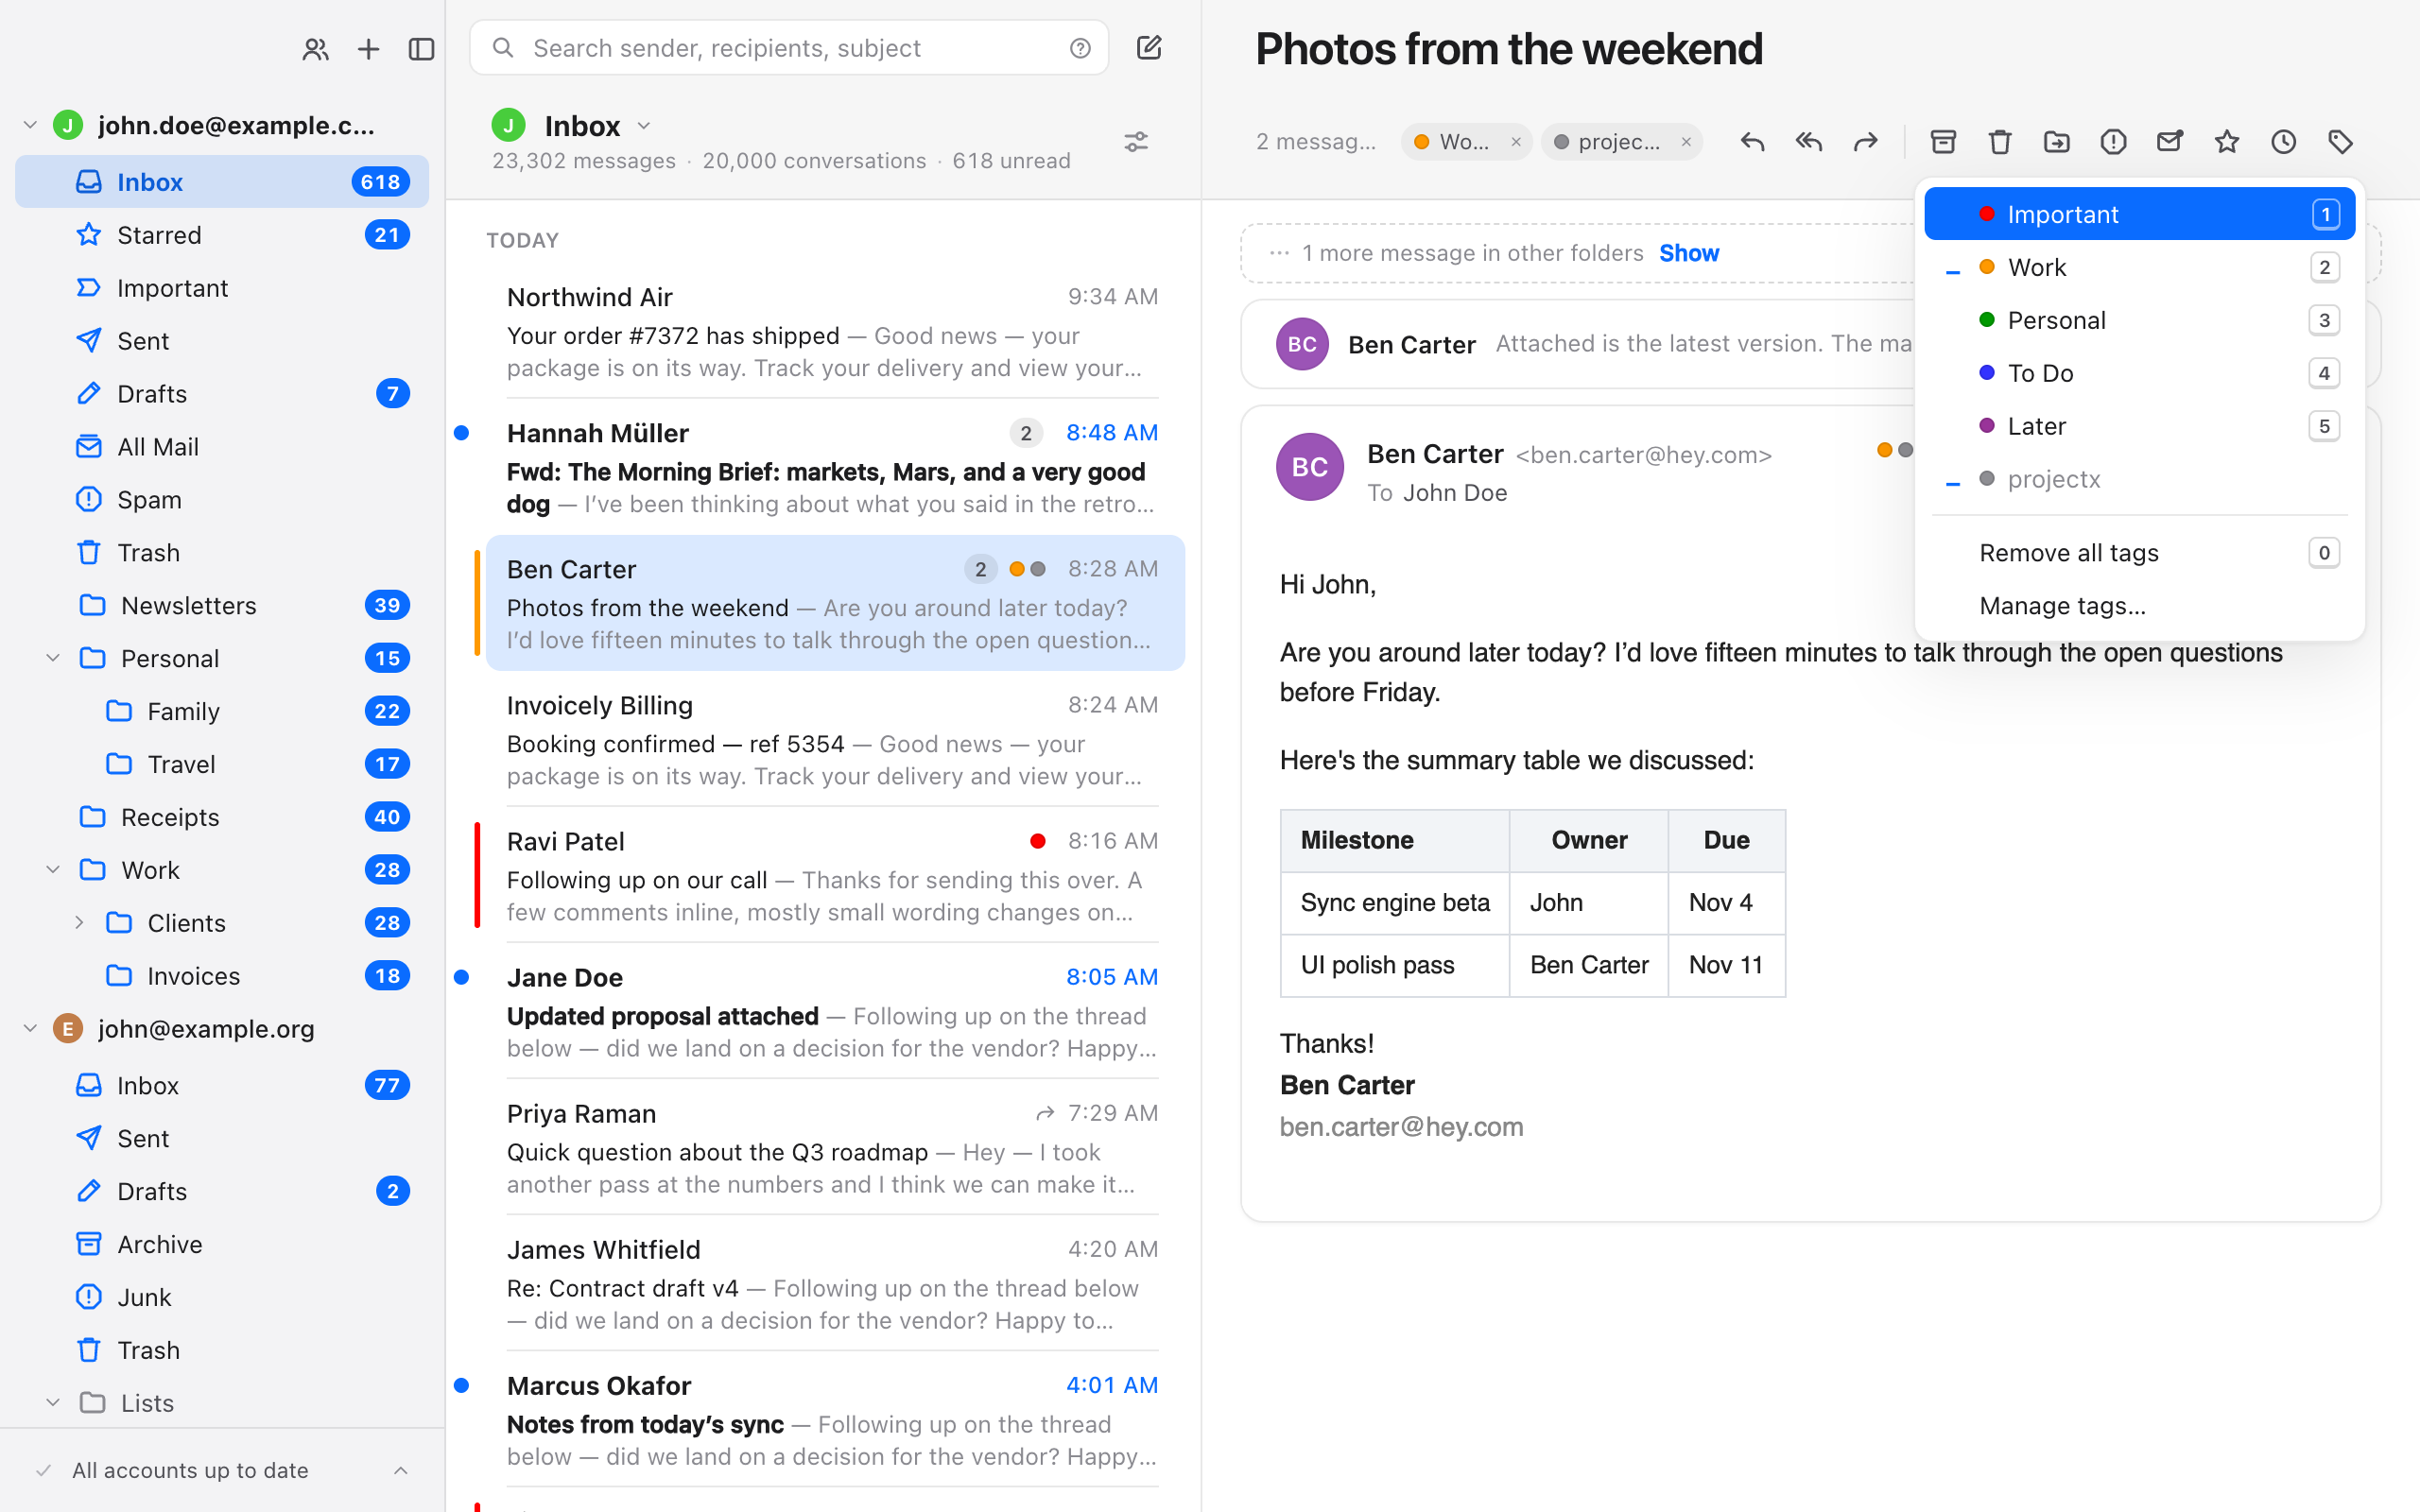 J john.doe@example.c...
Inbox 618
Starred 21
Important
Sent
Drafts 7
All Mail
Spam
Trash
Newsletters 39
Personal 15
Family 22
Travel 17
Receipts 40
Work 28
Clients 28
Invoices 18
E john@example.org
Inbox 77
Sent
Drafts 2
Archive
Junk
Trash
Lists
All accounts up to date
Search sender, recipients, subject
J Inbox
23,302 messages · 20,000 conversations · 618 unread
TODAY
Northwind Air 9:34 AM
Your order #7372 has shipped — Good news — your
package is on its way. Track your delivery and view your...
Hannah Müller 2 8:48 AM
Fwd: The Morning Brief: markets, Mars, and a very good
dog — I’ve been thinking about what you said in the retro...
Ben Carter 2 8:28 AM
Photos from the weekend — Are you around later today?
I’d love fifteen minutes to talk through the open question...
Invoicely Billing 8:24 AM
Booking confirmed — ref 5354 — Good news — your
package is on its way. Track your delivery and view your...
Ravi Patel 8:16 AM
Following up on our call — Thanks for sending this over. A
few comments inline, mostly small wording changes on...
Jane Doe 8:05 AM
Updated proposal attached — Following up on the thread
below — did we land on a decision for the vendor? Happy...
Priya Raman 7:29 AM
Quick question about the Q3 roadmap — Hey — I took
another pass at the numbers and I think we can make it...
James Whitfield 4:20 AM
Re: Contract draft v4 — Following up on the thread below
— did we land on a decision for the vendor? Happy to...
Marcus Okafor 4:01 AM
Notes from today’s sync — Following up on the thread
below — did we land on a decision for the vendor? Happy...
Photos from the weekend
2 messag... Wo... × projec... ×
··· 1 more message in other folders Show
BC Ben Carter Attached is the latest version. The ma
BC Ben Carter <ben.carter@hey.com>
To John Doe
Important 1
Work 2
Personal 3
To Do 4
Later 5
projectx
Remove all tags 0
Manage tags...
Hi John,
Are you around later today? I’d love fifteen minutes to talk through the open questions
before Friday.
Here's the summary table we discussed:
Milestone Owner Due
Sync engine beta John Nov 4
UI polish pass Ben Carter Nov 11
Thanks!
Ben Carter
ben.carter@hey.com